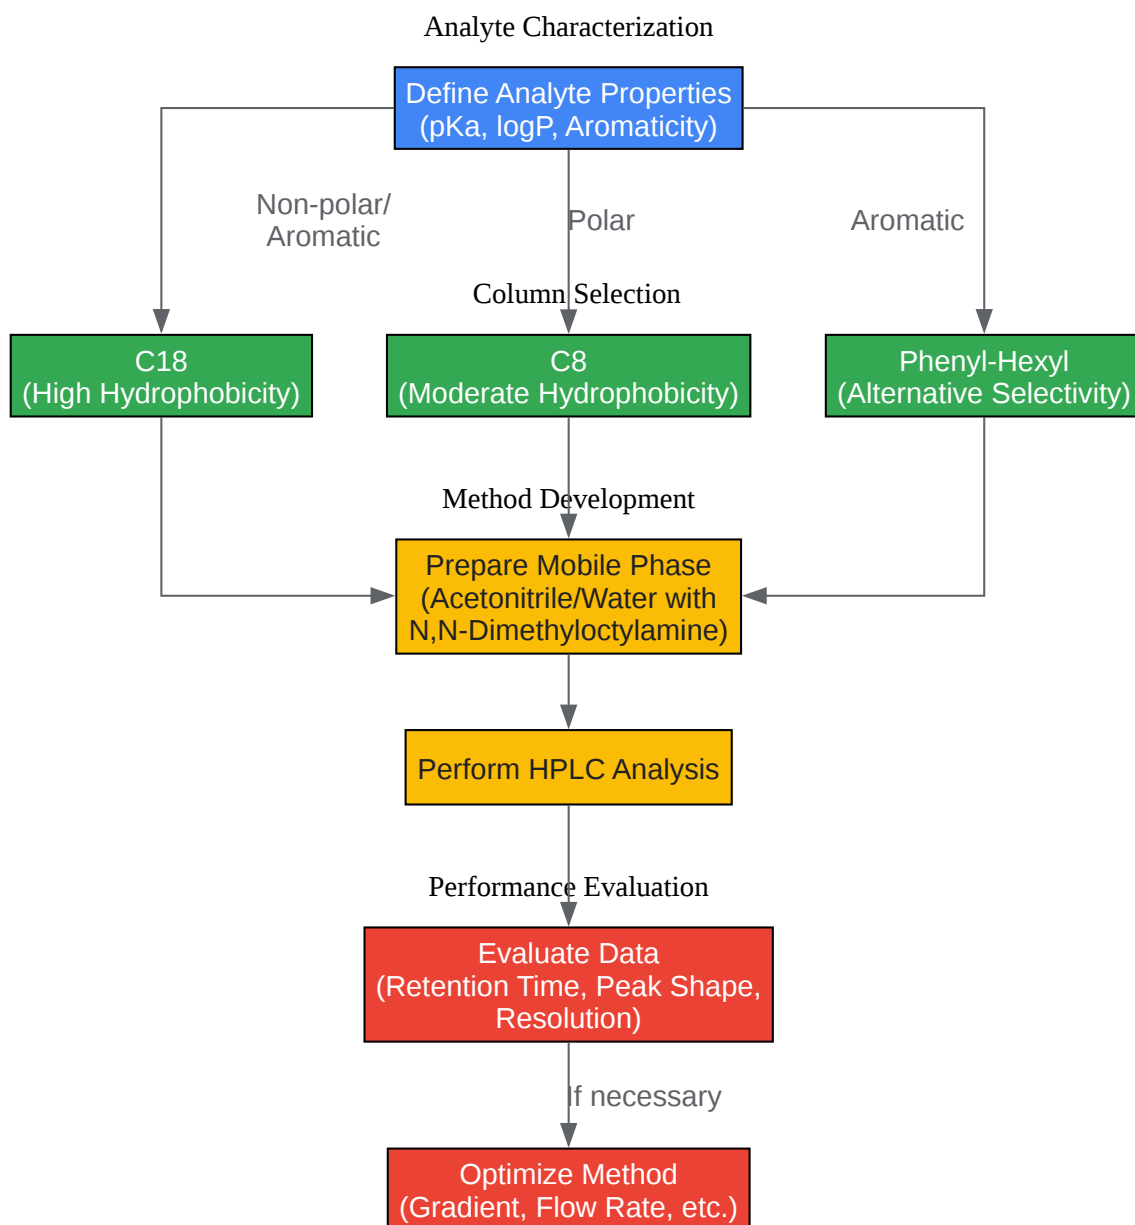 Analyte Characterization
Define Analyte Properties
(pKa, logP, Aromaticity)
Non-polar/
Aromatic
Polar
Aromatic
Column Selection
C18
(High Hydrophobicity)
C8
(Moderate Hydrophobicity)
Phenyl-Hexyl
(Alternative Selectivity)
Method Development
Prepare Mobile Phase
(Acetonitrile/Water with
N,N-Dimethyloctylamine)
Perform HPLC Analysis
Performance Evaluation
Evaluate Data
(Retention Time, Peak Shape,
Resolution)
If necessary
Optimize Method
(Gradient, Flow Rate, etc.)